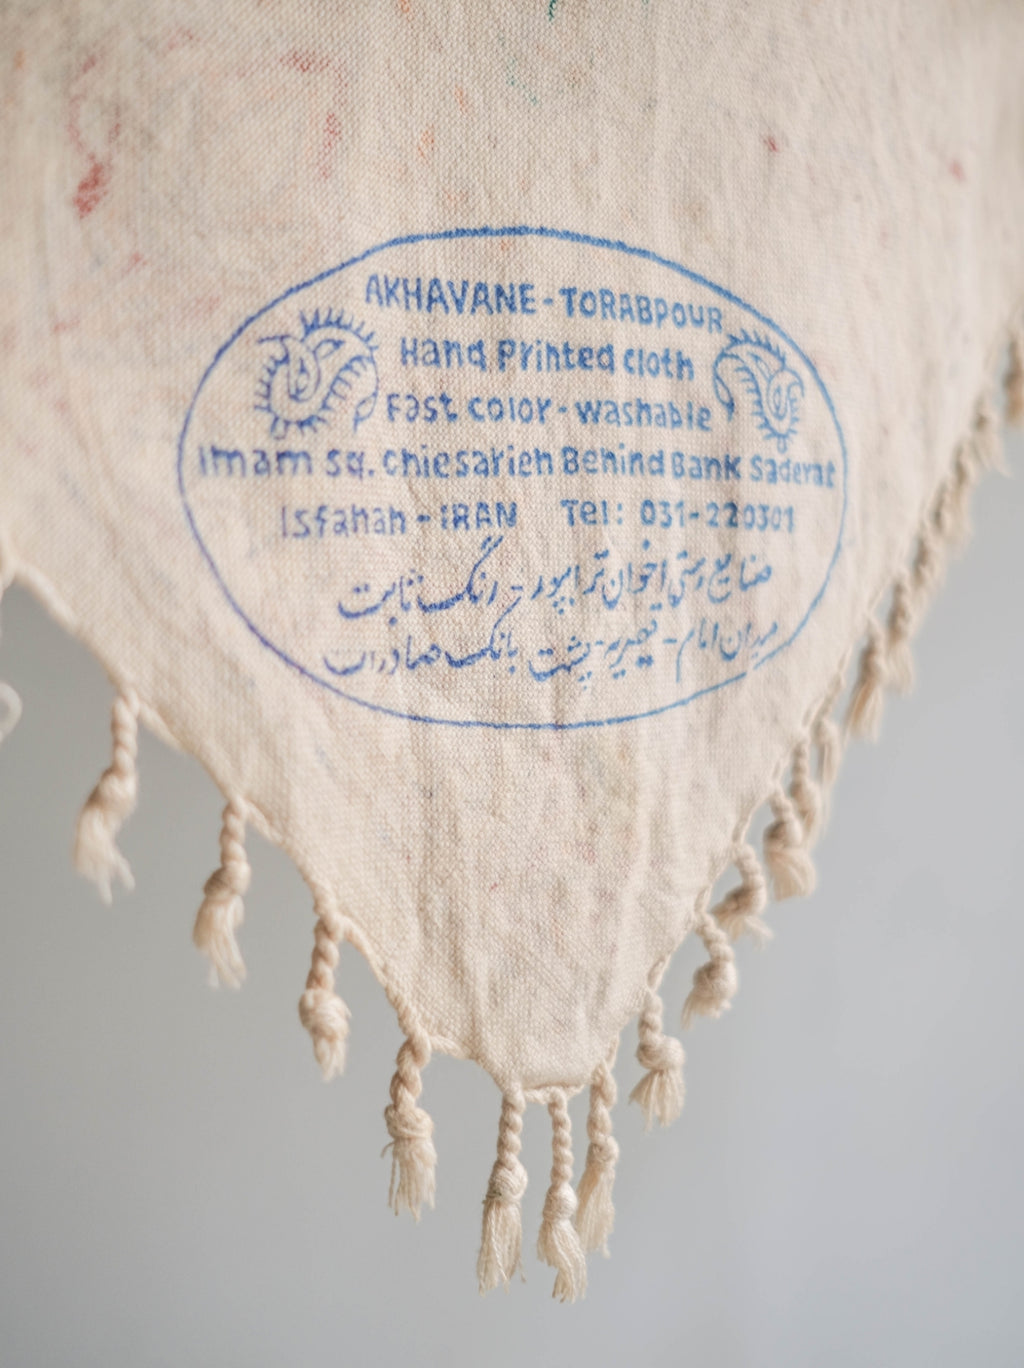 AKHAVANE - TORABPOUR
Hand Printed cloth
Fast color - washable
Imam sq. chiesarieh Behind Bank Saderat
Isfahan - IRAN Tel: 031-220301
صنایع دستی اخوان ترابپور - رنگ ثابت
میدان امام - قیصریه - پشت بانک صادرات